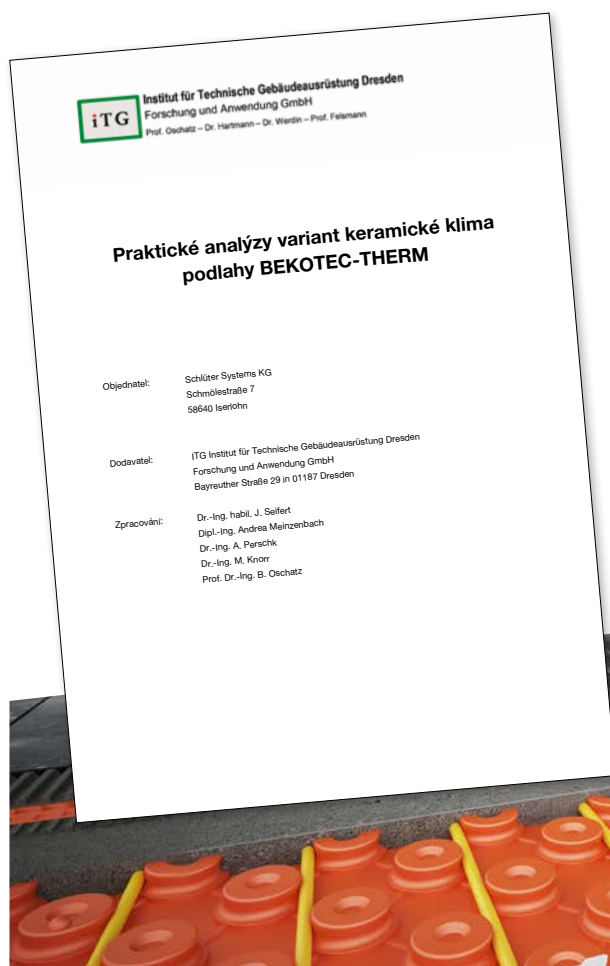 iTG
Institut für Technische Gebäudeausrüstung Dresden
Forschung und Anwendung GmbH
Prof. Oschatz – Dr. Hartmann – Dr. Werdin – Prof. Felsmann
Praktické analýzy variant keramické klima
podlahy BEKOTEC-THERM
Objednatel:
Schlüter Systems KG
Schmölestraße 7
58640 Iserlohn
Dodavatel:
ITG Institut für Technische Gebäudeausrüstung Dresden
Forschung und Anwendung GmbH
Bayreuther Straße 29 in 01187 Dresden
Zpracování:
Dr.-Ing. habil. J. Seifert
Dipl.-Ing. Andrea Meinzenbach
Dr.-Ing. A. Perschk
Dr.-Ing. M. Knorr
Prof. Dr.-Ing. B. Oschatz